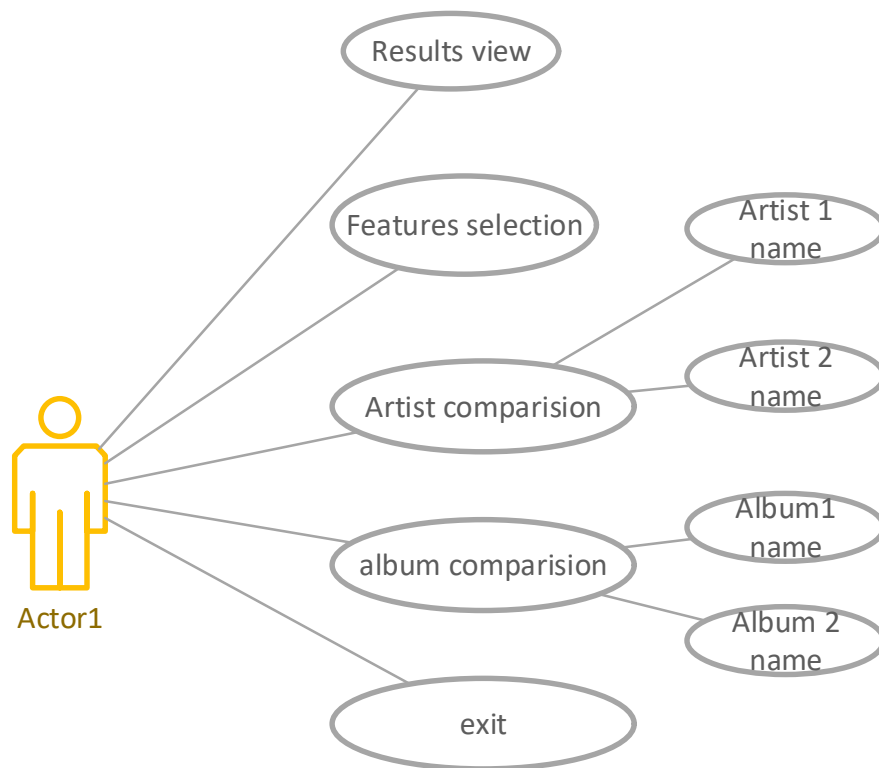 Results view
Features selection
Artist 1
name
Artist 2
name
Artist comparision
Album1
name
album comparision
Actor1
Album 2
name
exit